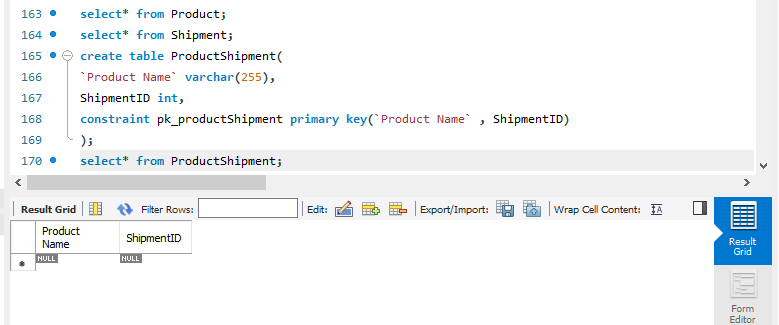 163 select* from Product;
164 select* from Shipment;
165 create table ProductShipment(
166 `Product Name` varchar(255),
167 ShipmentID int,
168 constraint pk_productShipment primary key(`Product Name` , ShipmentID)
169 );
170 select* from ProductShipment;
Result Grid Filter Rows: Edit: Export/Import: Wrap Cell Content: IA
Product
Name ShipmentID
NULL NULL
Result
Grid
Form
Editor